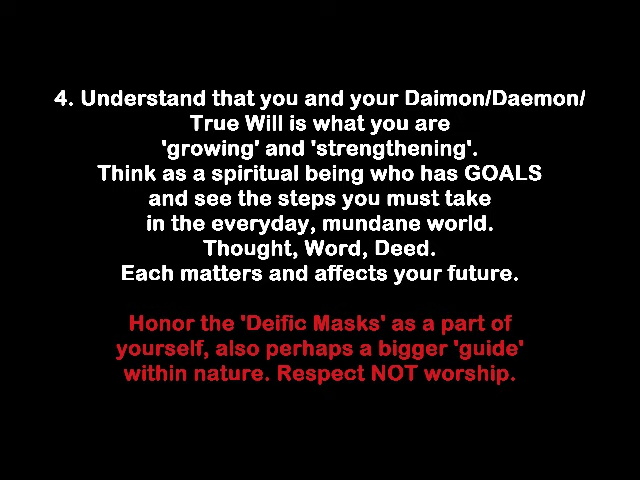 4. Understand that you and your Daimon/Daemon/
True Will is what you are
'growing' and 'strengthening'.
Think as a spiritual being who has GOALS
and see the steps you must take
in the everyday, mundane world.
Thought, Word, Deed.
Each matters and affects your future.
Honor the 'Deific Masks' as a part of
yourself, also perhaps a bigger 'guide'
within nature. Respect NOT worship.